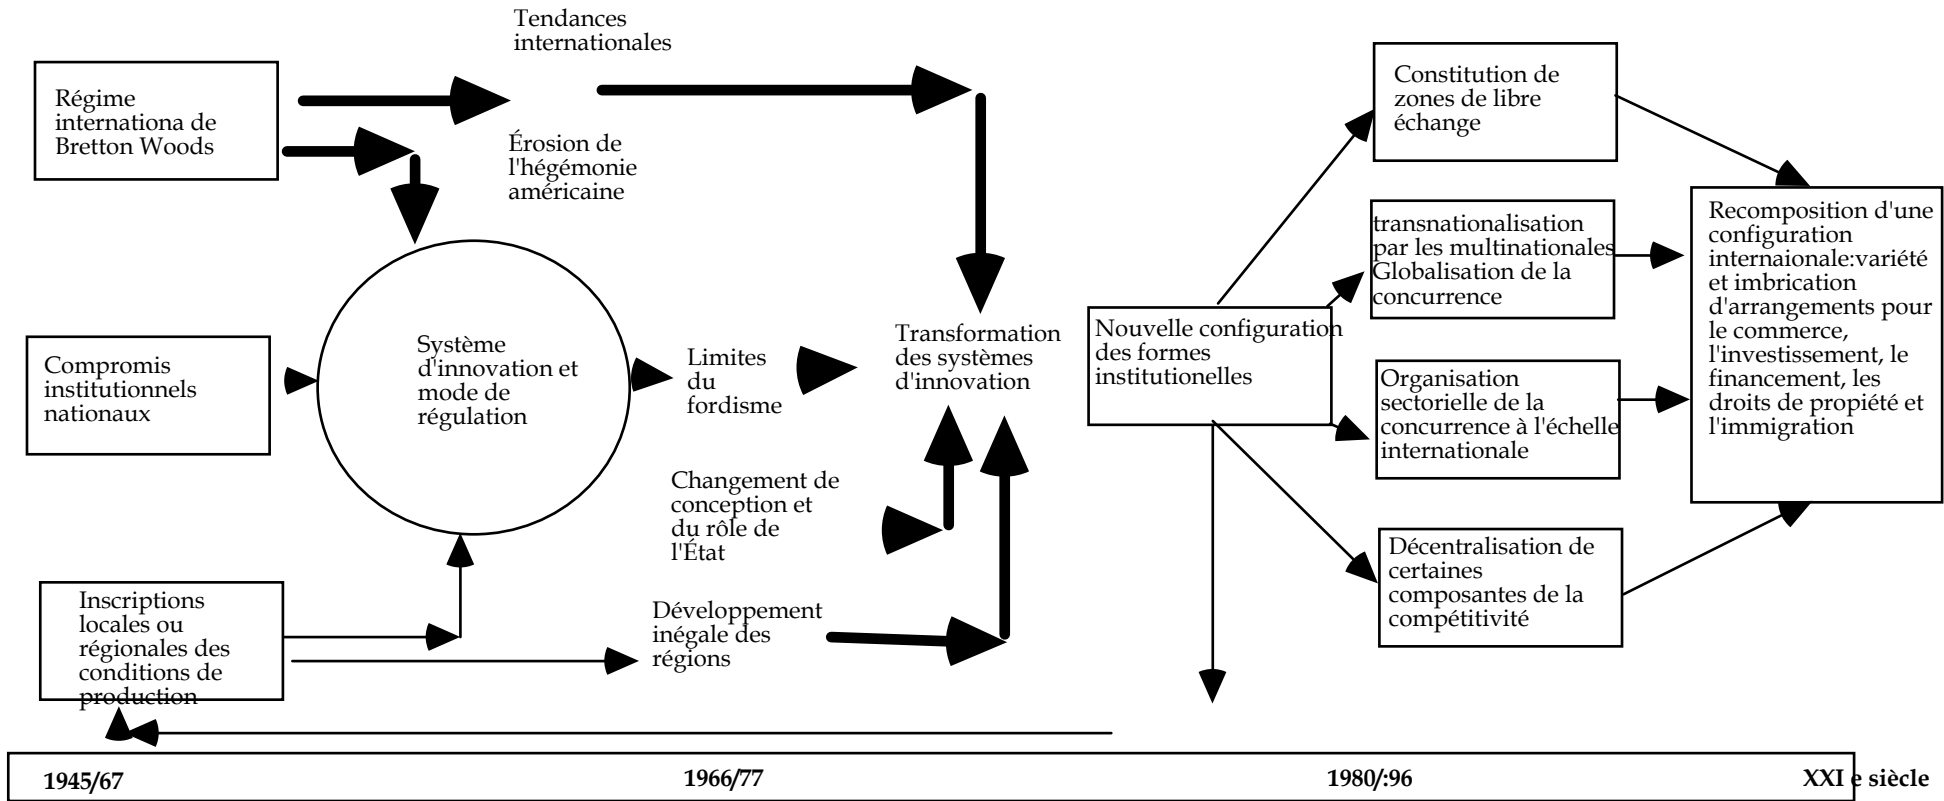 Tendances
internationales
Régime
internationa de
Bretton Woods
Érosion de
l'hégémonie
américaine
Compromis
institutionnels
nationaux
Système
d'innovation et
mode de
régulation
Limites
du
fordisme
Transformation
des systèmes
d'innovation
Changement de
conception et
du rôle de
l'État
Inscriptions
locales ou
régionales des
conditions de
production
Développement
inégale des
régions
Nouvelle configuration
des formes
institutionelles
Constitution de
zones de libre
échange
transnationalisation
par les multinationales
Globalisation de la
concurrence
Organisation
sectorielle de la
concurrence à l'échelle
internationale
Décentralisation de
certaines
composantes de la
compétitivité
Recomposition d'une
configuration
internaionale:variété
et imbrication
d'arrangements pour
le commerce,
l'investissement, le
financement, les
droits de propiété et
l'immigration
1945/67
1966/77
1980/:96
XXI e siècle